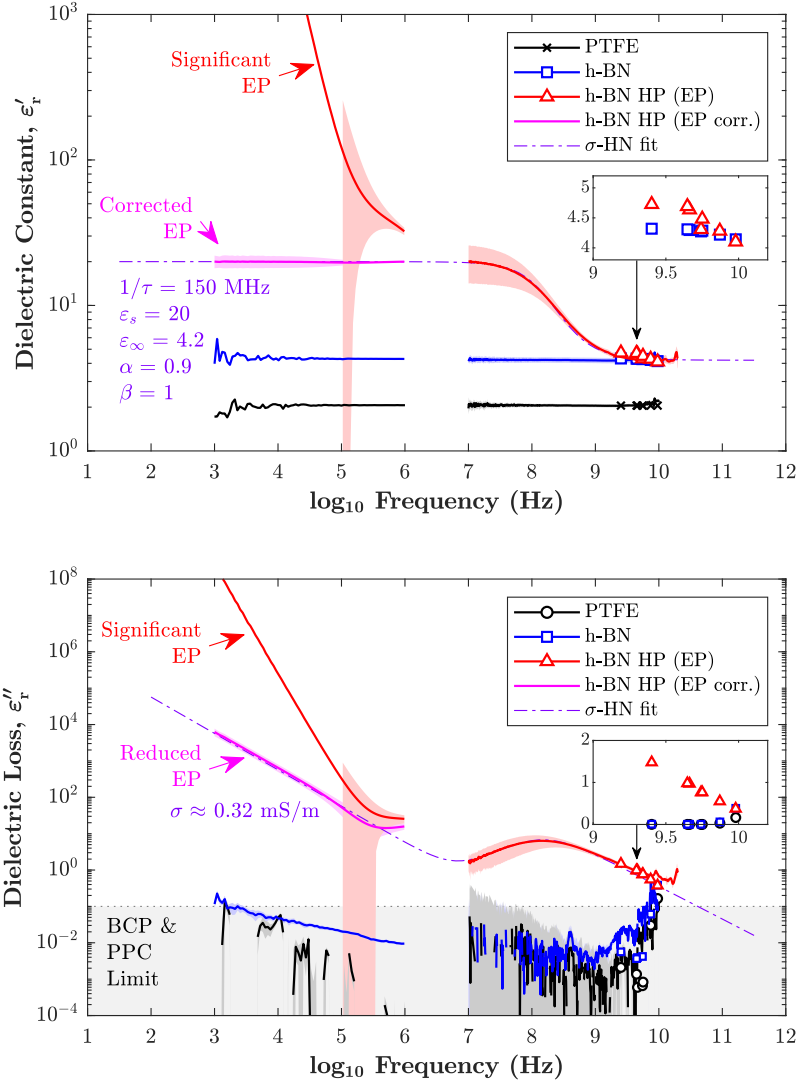 Dielectric Constant, ε′r
10³
10²
10¹
10⁰
Significant
EP
Corrected
EP
1/τ = 150 MHz
εs = 20
ε∞ = 4.2
α = 0.9
β = 1
PTFE
h-BN
h-BN HP (EP)
h-BN HP (EP corr.)
σ-HN fit
5
4.5
4
9 9.5 10
1 2 3 4 5 6 7 8 9 10 11 12
log₁₀ Frequency (Hz)
Dielectric Loss, ε″r
10⁸
10⁶
10⁴
10²
10⁰
10⁻²
10⁻⁴
Significant
EP
Reduced
EP
σ ≈ 0.32 mS/m
BCP &
PPC
Limit
PTFE
h-BN
h-BN HP (EP)
h-BN HP (EP corr.)
σ-HN fit
2
1
0
9 9.5 10
1 2 3 4 5 6 7 8 9 10 11 12
log₁₀ Frequency (Hz)